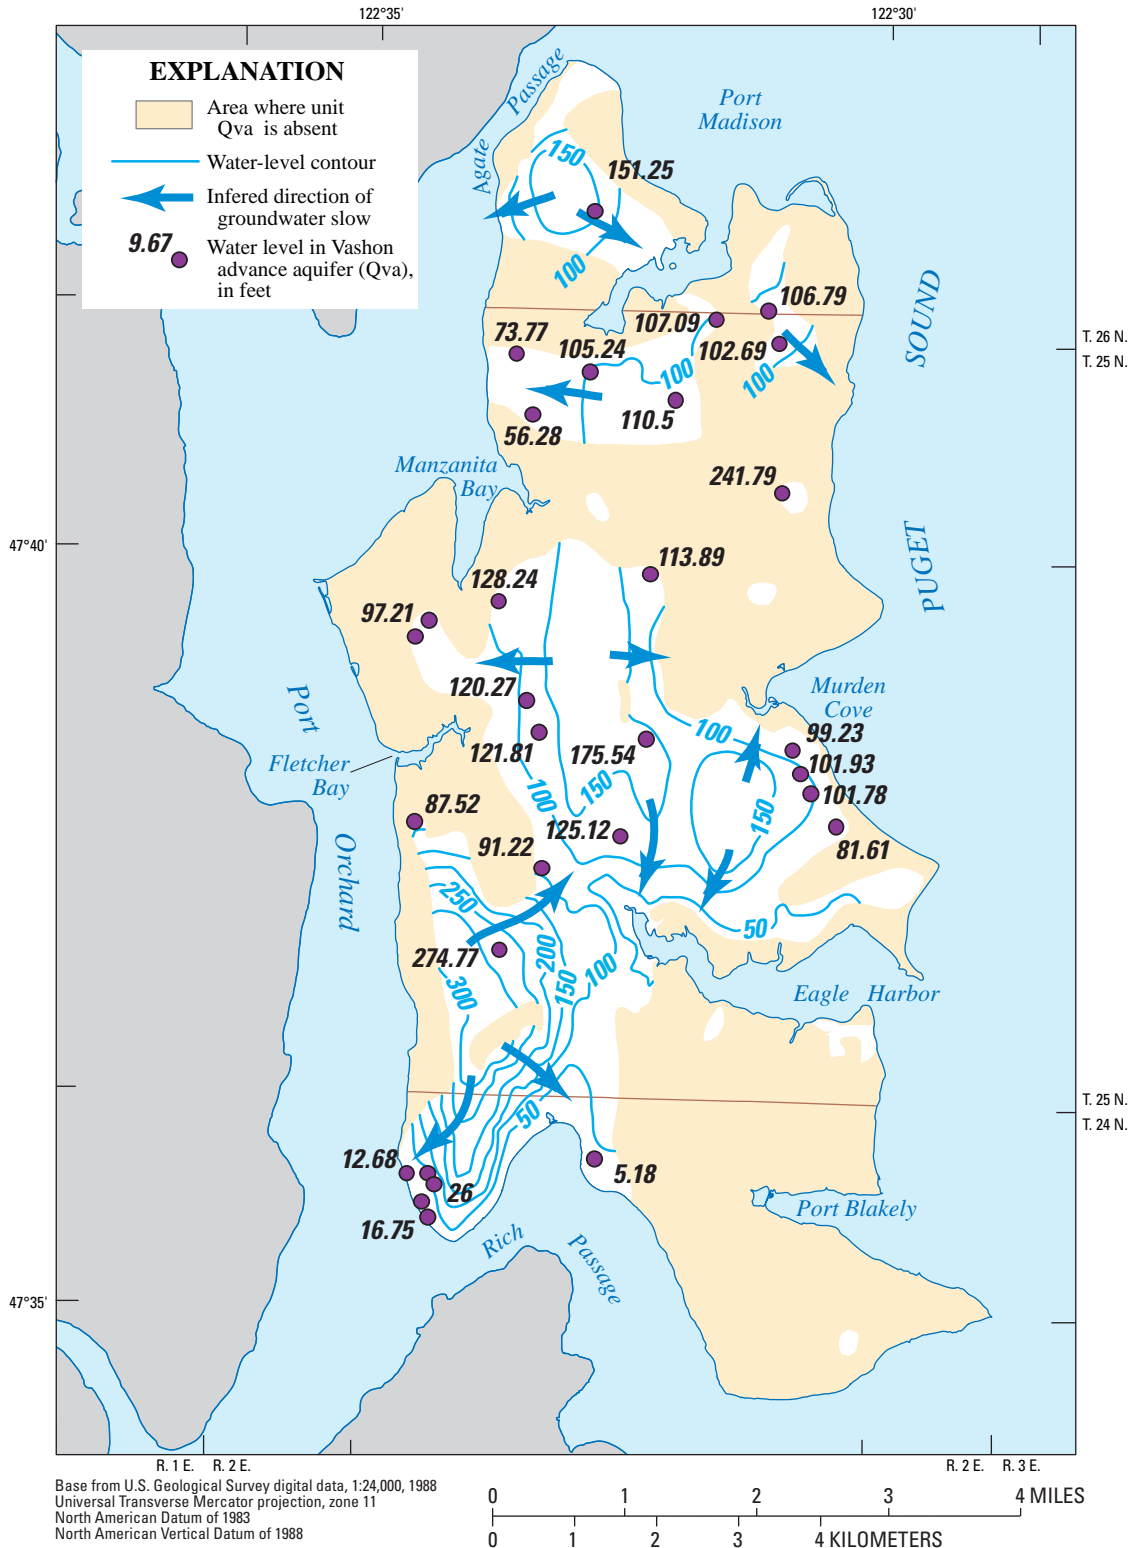 122°35'
122°30'
EXPLANATION
Area where unit
Qva is absent
Water-level contour
Infered direction of
groundwater slow
9.67
Water level in Vashon
advance aquifer (Qva),
in feet
Agate Passage
Port
Madison
150
151.25
100
SOUND
106.79
107.09
73.77
105.24
102.69
T. 26 N.
T. 25 N.
100
100
110.5
56.28
Manzanita
Bay
241.79
PUGET
47°40'
113.89
128.24
97.21
Port
120.27
Murden
Cove
100
99.23
121.81
175.54
Fletcher
Bay
101.93
100
150
101.78
150
87.52
125.12
81.61
Orchard
91.22
250
50
274.77
200
100
150
300
Eagle Harbor
T. 25 N.
T. 24 N.
50
12.68
5.18
26
16.75
Port Blakely
Rich Passage
47°35'
R. 1 E. R. 2 E.
R. 2 E. R. 3 E.
Base from U.S. Geological Survey digital data, 1:24,000, 1988
Universal Transverse Mercator projection, zone 11
North American Datum of 1983
North American Vertical Datum of 1988
0 1 2 3 4 MILES
0 1 2 3 4 KILOMETERS